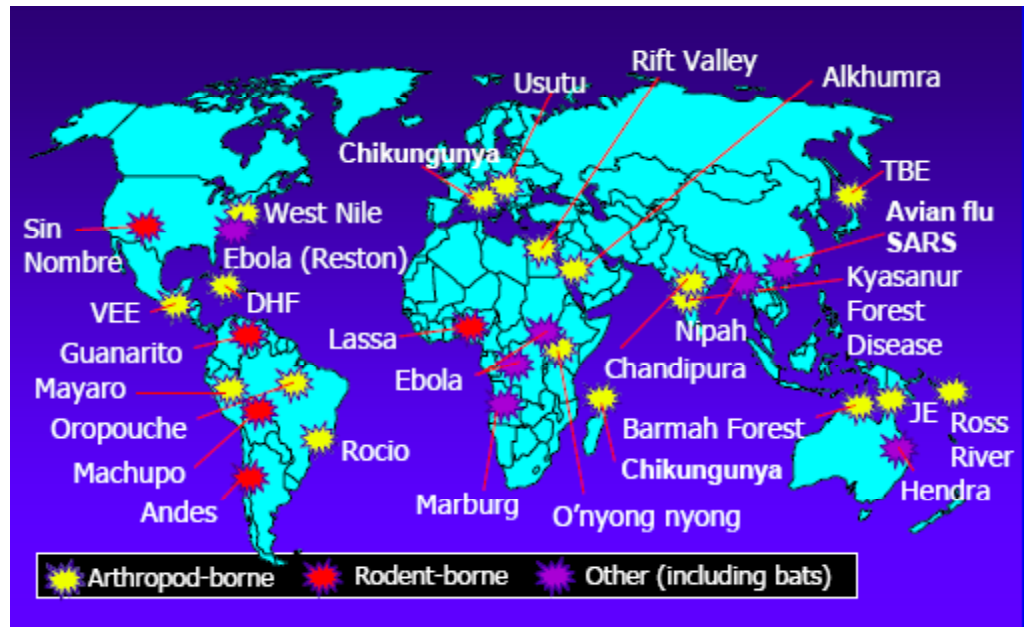 Rift Valley
Usutu
Alkhumra
Chikungunya
TBE
Sin
Nombre
West Nile
Avian flu
SARS
Ebola (Reston)
Kyasanur
Forest
Disease
VEE
DHF
Guanarito
Lassa
Nipah
Chandipura
Mayaro
Ebola
Oropouche
Rocio
Barmah Forest
JE
Ross
River
Machupo
Chikungunya
Andes
Marburg
O'nyong nyong
Hendra
Arthropod-borne
Rodent-borne
Other (including bats)